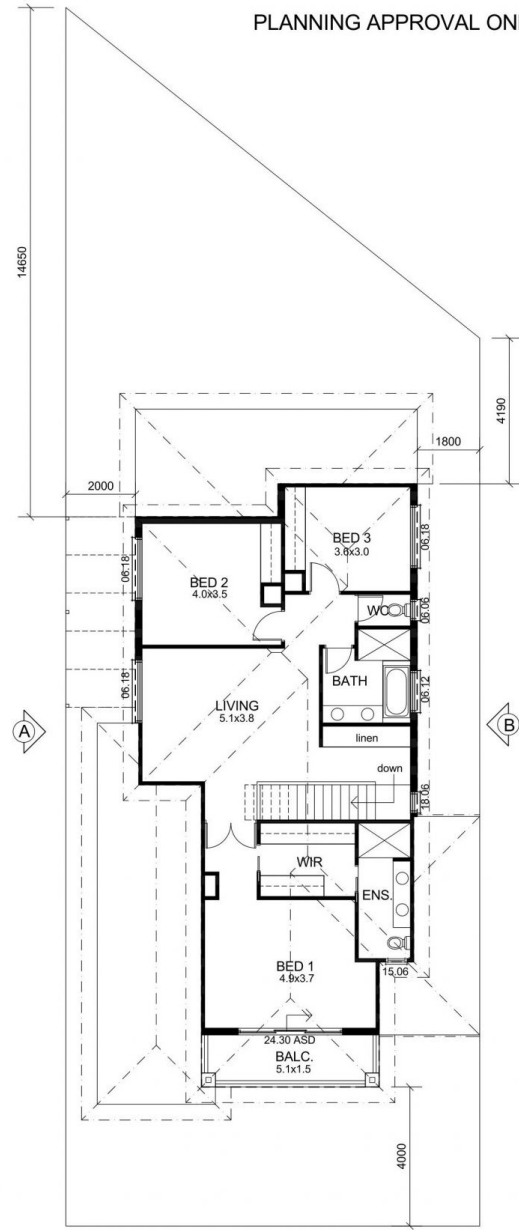 PLANNING APPROVAL ON
14650
4190
1800
2000
BED 3
3.6x3.0
06.18
BED 2
4.0x3.5
06.18
WC
06.06
BATH
06.12
06.18
LIVING
5.1x3.8
linen
A
B
down
18.06
WIR
ENS.
BED 1
4.9x3.7
15.06
24.30 ASD
BALC.
5.1x1.5
4000